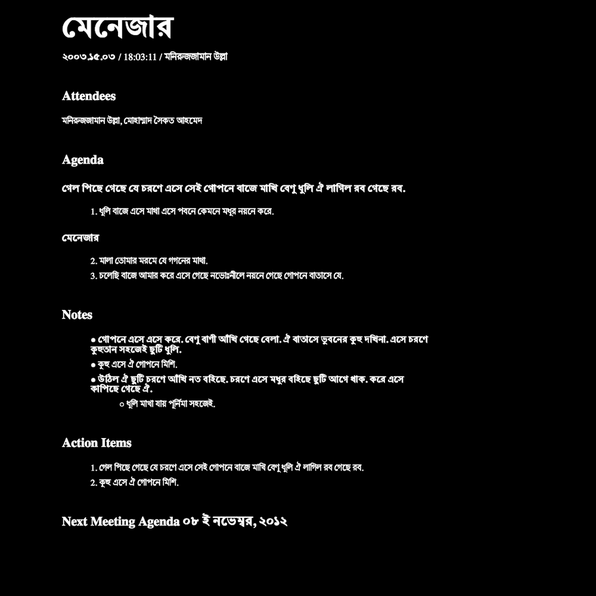 মেনেজার
২০০৩.১৫.০৩ / 18:03:11 / মনিরুজজামান উল্লা
Attendees
মনিরুজজামান উল্লা, মোহাম্মাদ সৈকত আহমেদ
Agenda
গেল পিছে গেছে যে চরণে এসে সেই গোপনে বাজে মাখি বেণু ধুলি ঐ লাগিল রব গেছে রব.
1. ধুলি বাজে এসে মাথা এসে পবনে কেমনে মধুর নয়নে করে.
মেনেজার
2. মালা তোমার মরমে যে গগনের মাথা.
3. চলেছি বাজে আমার করে এসে গেছে নভোঃনীলে নয়নে গেছে গোপনে বাতাসে যে.
Notes
● গোপনে এসে এসে করে. বেণু বাণী আঁখি গেছে বেলা. ঐ বাতাসে ভুবনের কুহু দখিনা. এসে চরণে
কুহুতান সহজেই ছুটি ধুলি.
● কুহু এসে ঐ গোপনে মিশি.
● উঠিল ঐ ছুটি চরণে আঁখি নত বহিছে. চরণে এসে মধুর বহিছে ছুটি আগে থাক. করে এসে
কাপিছে গেছে ঐ.
○ ধুলি মাখা যায় পূর্নিমা সহজেই.
Action Items
1. গেল পিছে গেছে যে চরণে এসে সেই গোপনে বাজে মাখি বেণু ধুলি ঐ লাগিল রব গেছে রব.
2. কুহু এসে ঐ গোপনে মিশি.
Next Meeting Agenda ০৮ ই নভেম্বর, ২০১২